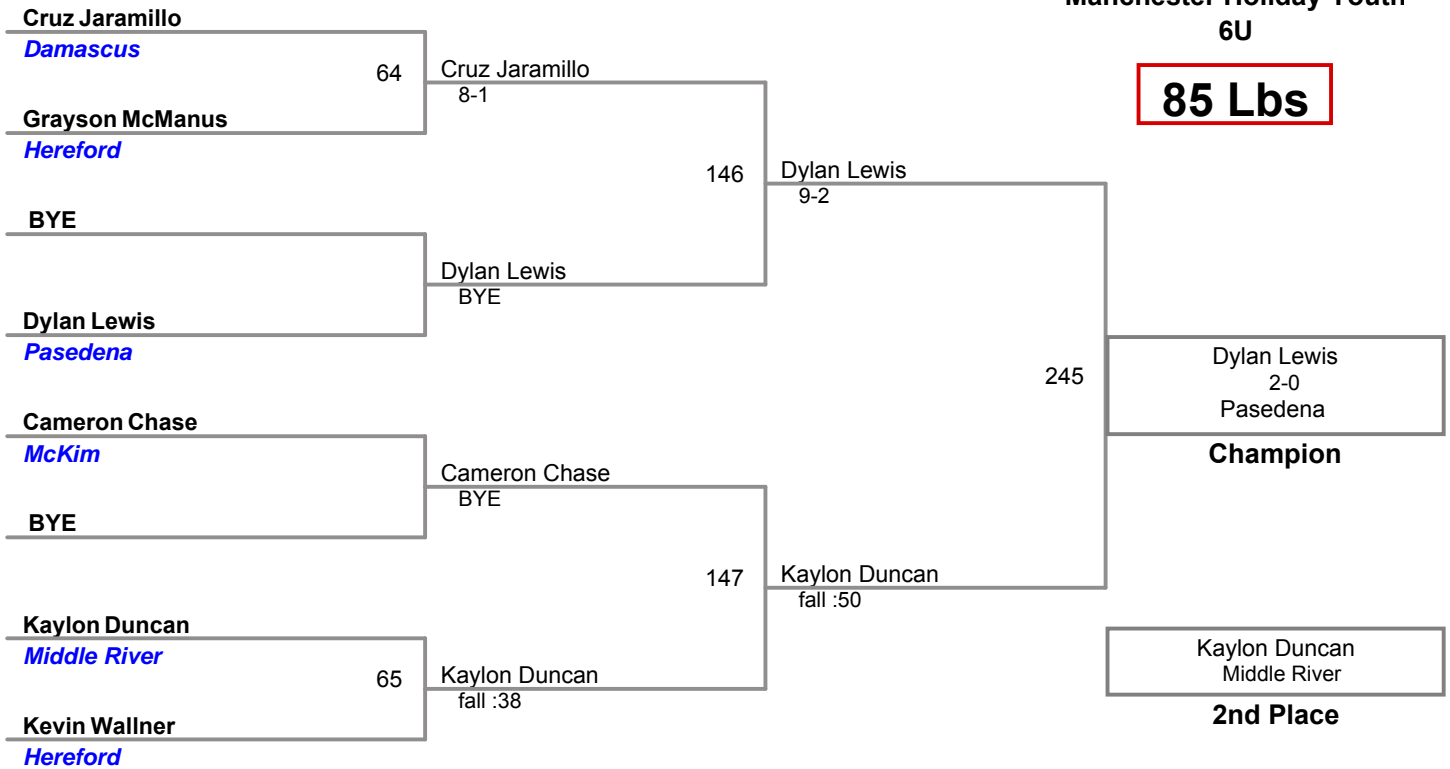 Manchester Holiday Youth
6U
85 Lbs
Cruz Jaramillo
Damascus
64
Cruz Jaramillo
8-1
Grayson McManus
Hereford
146
Dylan Lewis
9-2
BYE
Dylan Lewis
BYE
Dylan Lewis
Pasedena
245
Dylan Lewis
2-0
Pasedena
Champion
Cameron Chase
McKim
Cameron Chase
BYE
BYE
147
Kaylon Duncan
fall :50
Kaylon Duncan
Middle River
65
Kaylon Duncan
fall :38
Kevin Wallner
Hereford
Kaylon Duncan
Middle River
2nd Place